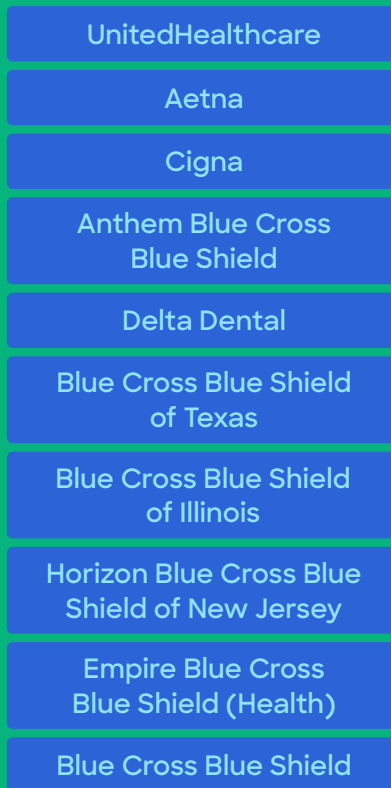 UnitedHealthcare
Aetna
Cigna
Anthem Blue Cross
Blue Shield
Delta Dental
Blue Cross Blue Shield
of Texas
Blue Cross Blue Shield
of Illinois
Horizon Blue Cross Blue
Shield of New Jersey
Empire Blue Cross
Blue Shield (Health)
Blue Cross Blue Shield